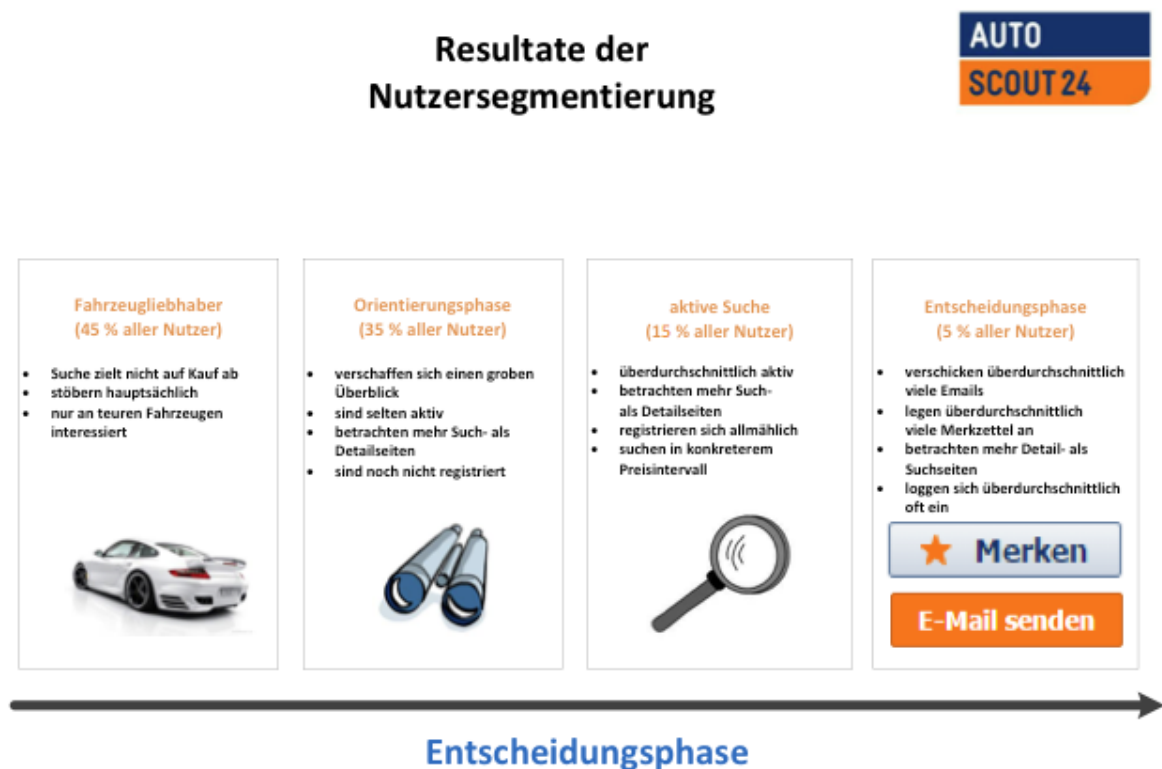 Resultate der
Nutzersegmentierung
AUTO
SCOUT 24
Fahrzeugliebhaber
(45 % aller Nutzer)
• Suche zielt nicht auf Kauf ab
• stöbern hauptsächlich
• nur an teuren Fahrzeugen
interessiert
Orientierungsphase
(35 % aller Nutzer)
• verschaffen sich einen groben
Überblick
• sind selten aktiv
• betrachten mehr Such- als
Detailseiten
• sind noch nicht registriert
aktive Suche
(15 % aller Nutzer)
• überdurchschnittlich aktiv
• betrachten mehr Such-
als Detailseiten
• registrieren sich allmählich
• suchen in konkreterem
Preisintervall
Entscheidungsphase
(5 % aller Nutzer)
• verschicken überdurchschnittlich
viele Emails
• legen überdurchschnittlich
viele Merkzettel an
• betrachten mehr Detail- als
Suchseiten
• loggen sich überdurchschnittlich
oft ein
Merken
E-Mail senden
Entscheidungsphase